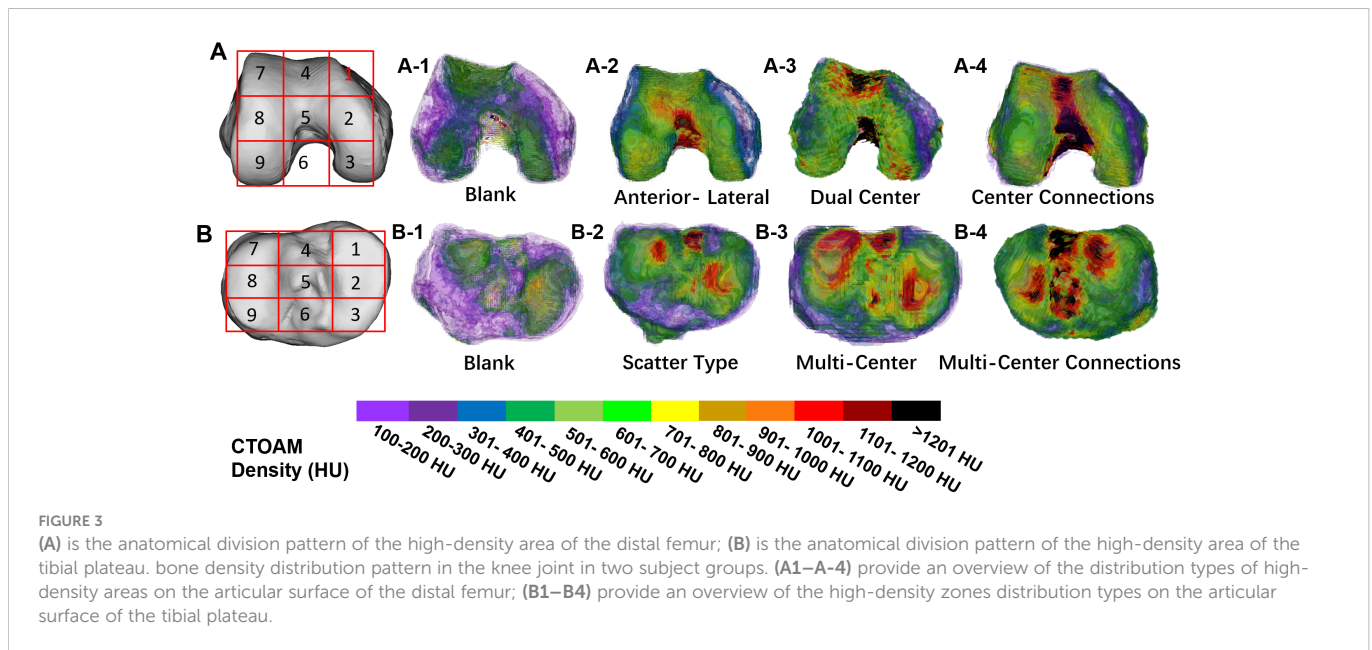 A
7 4 1
8 5 2
9 6 3
A-1
A-2
A-3
A-4
Blank
Anterior- Lateral
Dual Center
Center Connections
B
7 4 1
8 5 2
9 6 3
B-1
B-2
B-3
B-4
Blank
Scatter Type
Multi-Center
Multi-Center Connections
CTOAM
Density (HU)
100-200 HU
200-300 HU
301- 400 HU
401- 500 HU
501- 600 HU
601- 700 HU
701- 800 HU
801- 900 HU
901- 1000 HU
1001- 1100 HU
1101- 1200 HU
>1201 HU
FIGURE 3
(A) is the anatomical division pattern of the high-density area of the distal femur; (B) is the anatomical division pattern of the high-density area of the
tibial plateau. bone density distribution pattern in the knee joint in two subject groups. (A1–A-4) provide an overview of the distribution types of high-
density areas on the articular surface of the distal femur; (B1–B4) provide an overview of the high-density zones distribution types on the articular
surface of the tibial plateau.